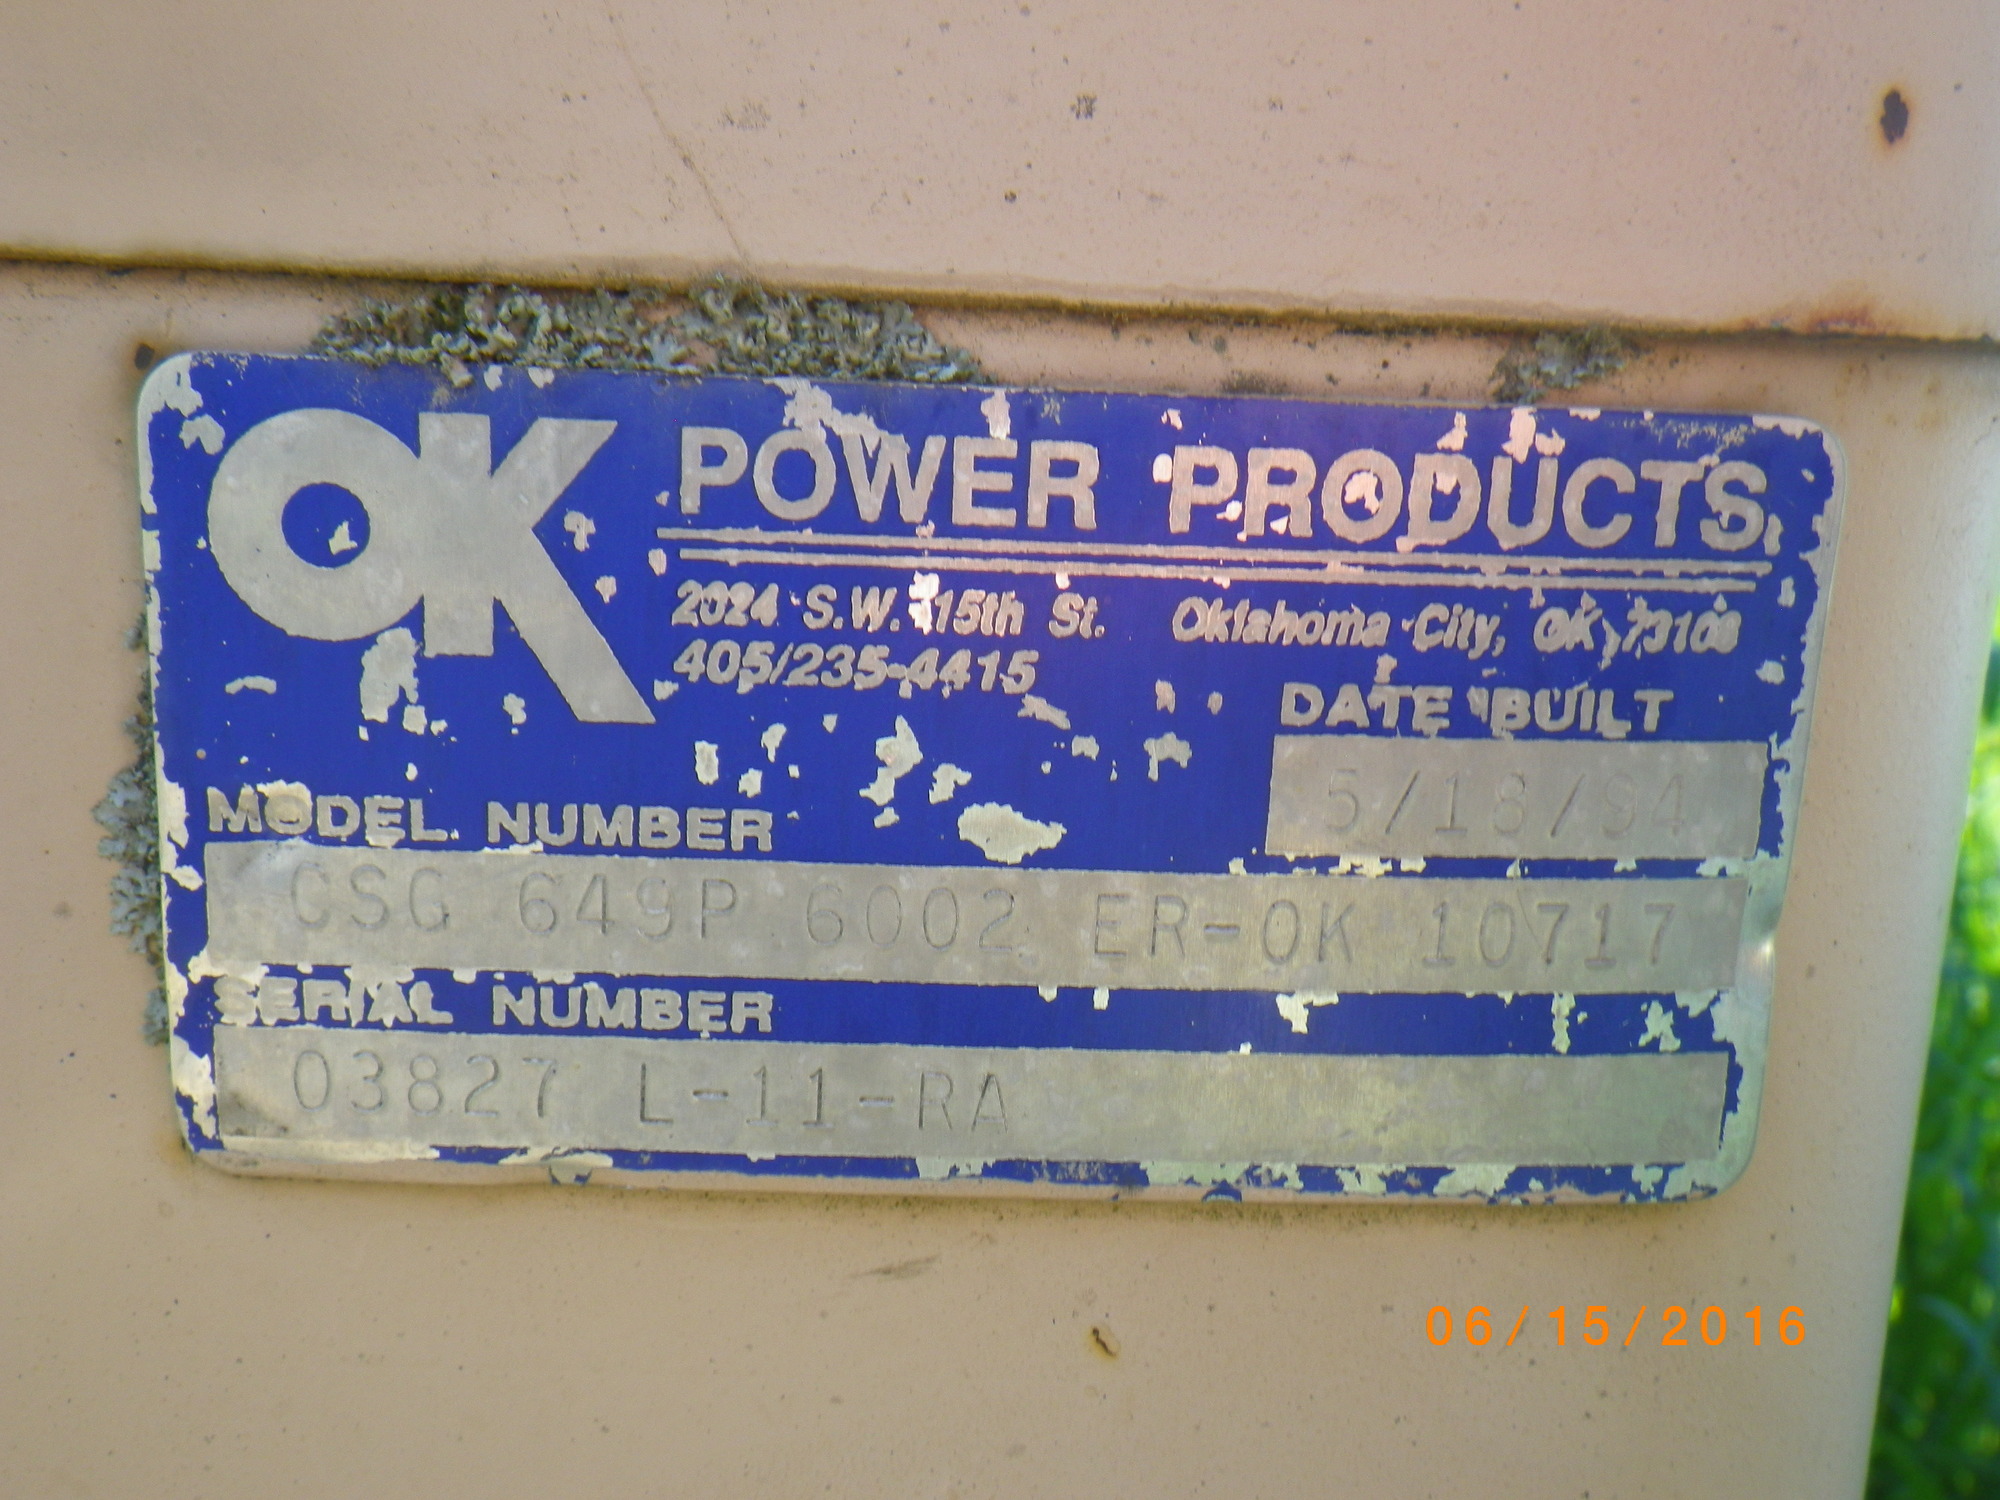 OK POWER PRODUCTS
2024 S.W. 15th St. Oklahoma City, OK 73108
405/235-4415
DATE BUILT
5/18/94
MODEL NUMBER
CSG 649P 6002 ER-OK 10717
SERIAL NUMBER
03827 L-11-RA
06/15/2016